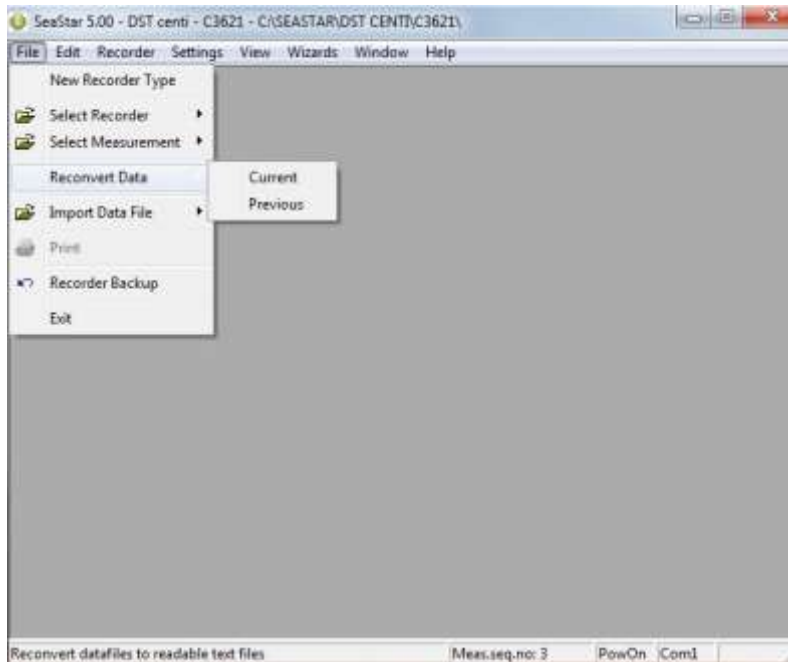 SeaStar 5.00 - DST centi - C3621 - C:\SEASTAR\DST CENTI\C3621\
File Edit Recorder Settings View Wizards Window Help
New Recorder Type
Select Recorder
Select Measurement
Reconvert Data
Current
Previous
Import Data File
Print
Recorder Backup
Exit
Reconvert datafiles to readable text files Meas.seq.no: 3 PowOn Com1